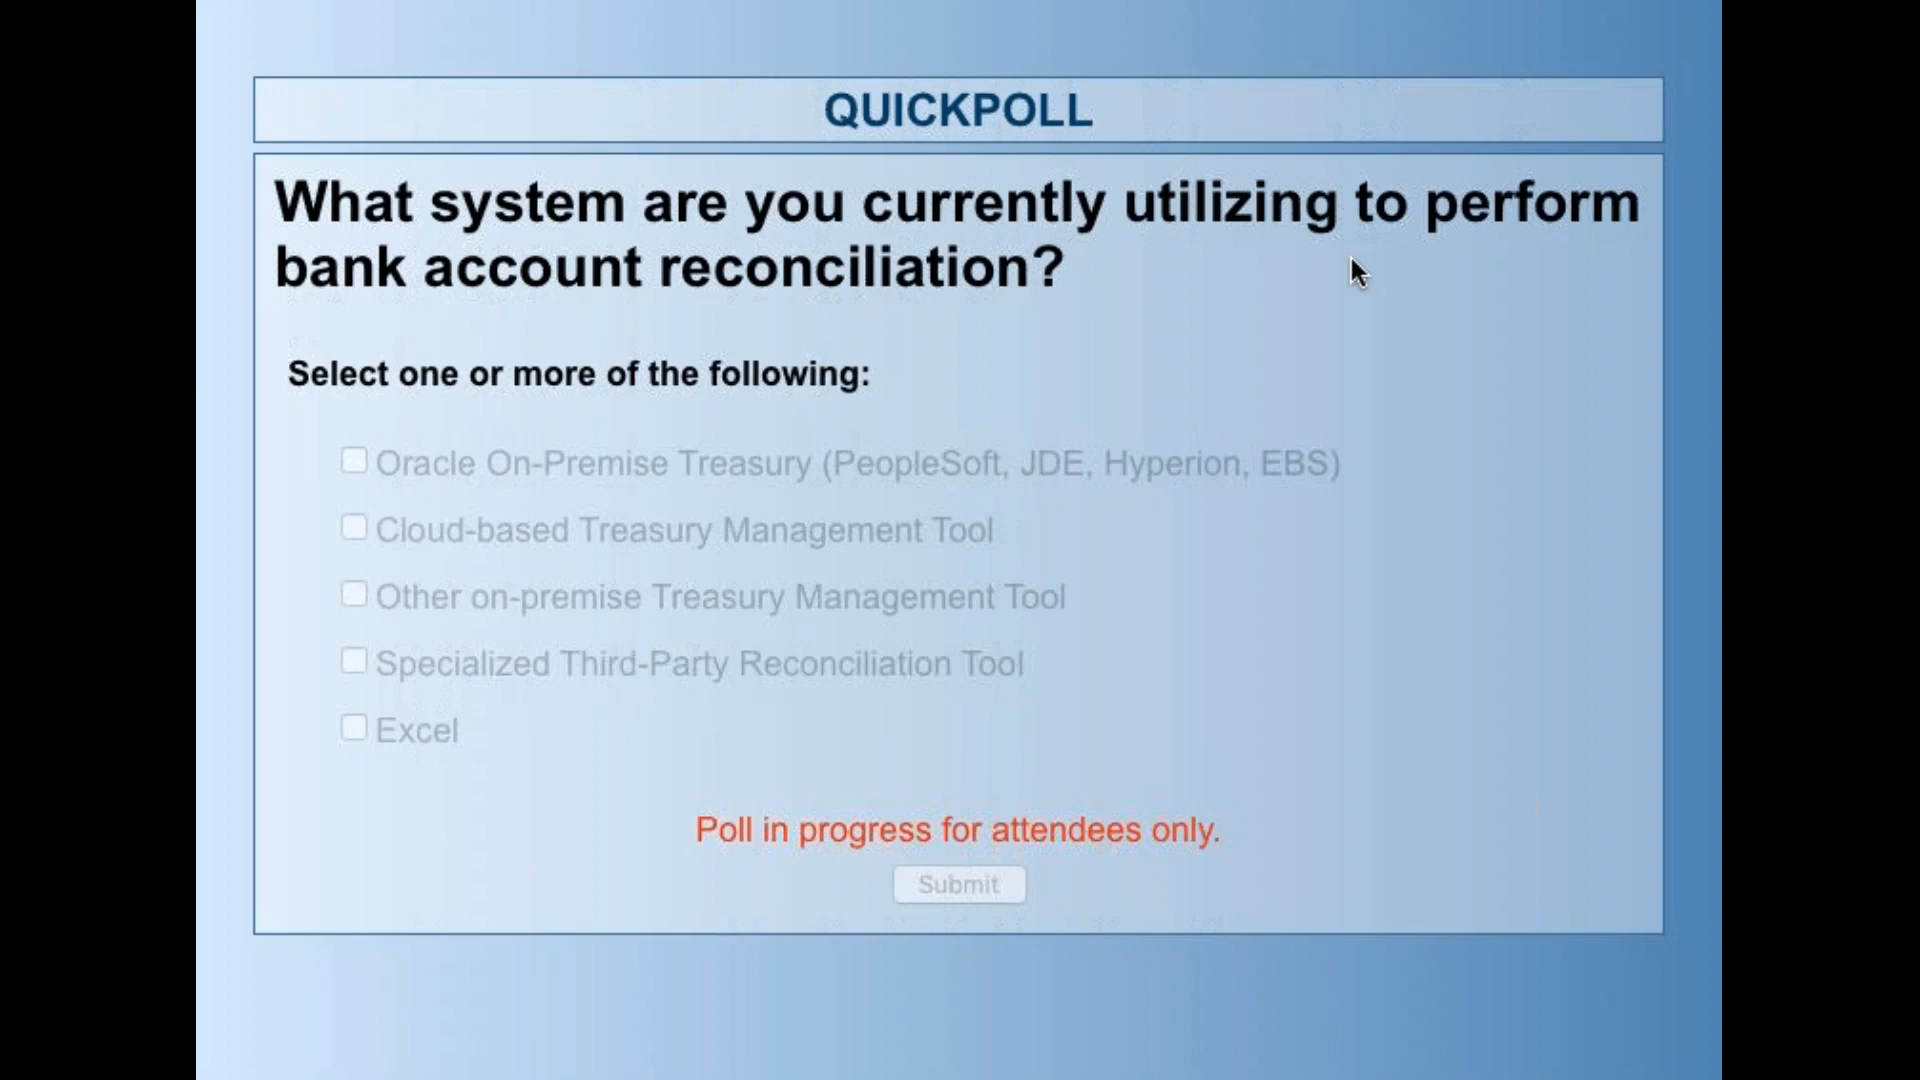 QUICKPOLL
What system are you currently utilizing to perform
bank account reconciliation?
Select one or more of the following:
Oracle On-Premise Treasury (PeopleSoft, JDE, Hyperion, EBS)
Cloud-based Treasury Management Tool
Other on-premise Treasury Management Tool
Specialized Third-Party Reconciliation Tool
Excel
Poll in progress for attendees only.
Submit